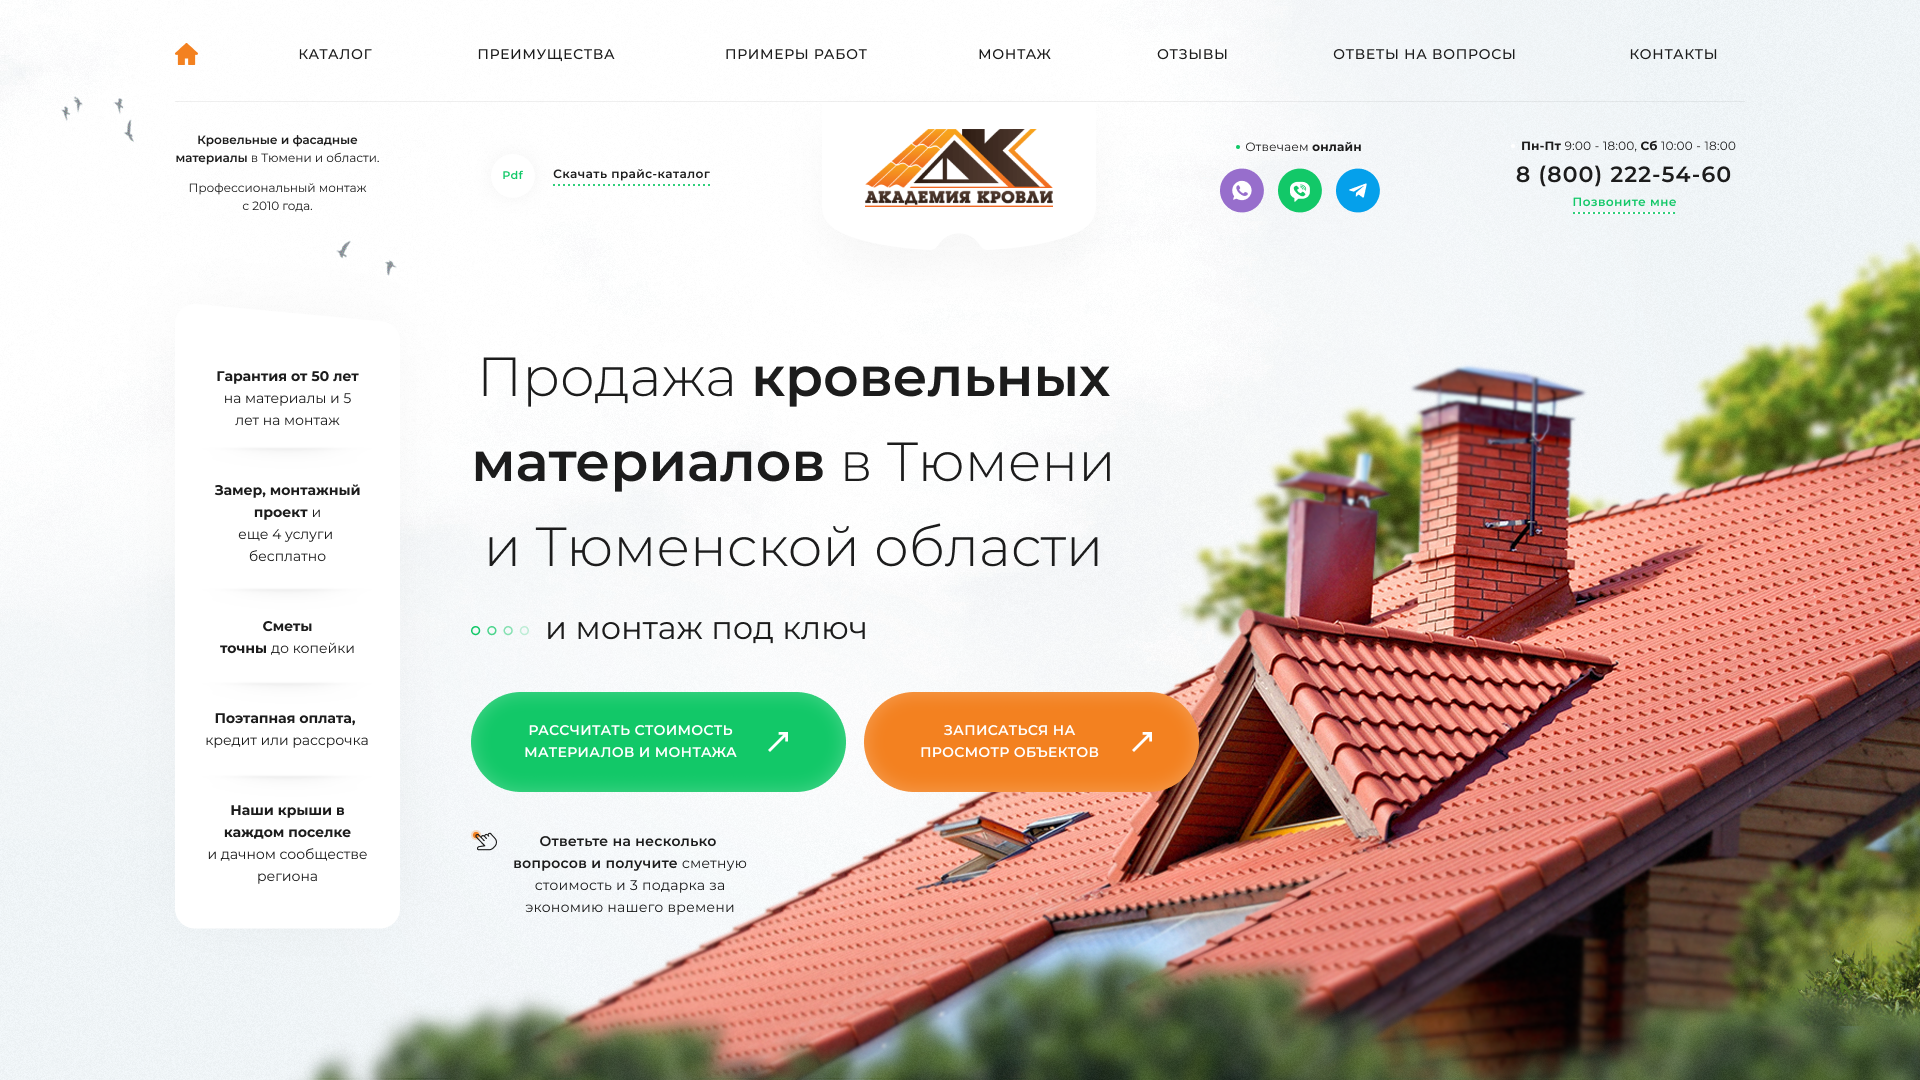 КАТАЛОГ
ПРЕИМУЩЕСТВА
ПРИМЕРЫ РАБОТ
МОНТАЖ
ОТЗЫВЫ
ОТВЕТЫ НА ВОПРОСЫ
КОНТАКТЫ
Кровельные и фасадные
материалы в Тюмени и области.
Профессиональный монтаж
с 2010 года.
Pdf
Скачать прайс-каталог
АК
АКАДЕМИЯ КРОВЛИ
Отвечаем онлайн
Пн-Пт 9:00 - 18:00, Сб 10:00 - 18:00
8 (800) 222-54-60
Позвоните мне
Гарантия от 50 лет
на материалы и 5
лет на монтаж
Замер, монтажный
проект и
еще 4 услуги
бесплатно
Сметы
точны до копейки
Поэтапная оплата,
кредит или рассрочка
Наши крыши в
каждом поселке
и дачном сообществе
региона
Продажа кровельных
материалов в Тюмени
и Тюменской области
и монтаж под ключ
РАССЧИТАТЬ СТОИМОСТЬ
МАТЕРИАЛОВ И МОНТАЖА
ЗАПИСАТЬСЯ НА
ПРОСМОТР ОБЪЕКТОВ
Ответьте на несколько
вопросов и получите сметную
стоимость и 3 подарка за
экономию нашего времени